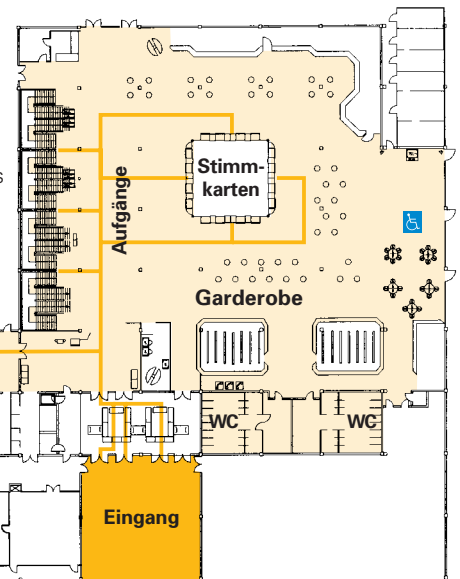 s
Stimm-
karten
Aufgänge
Garderobe
WC
WC
Eingang